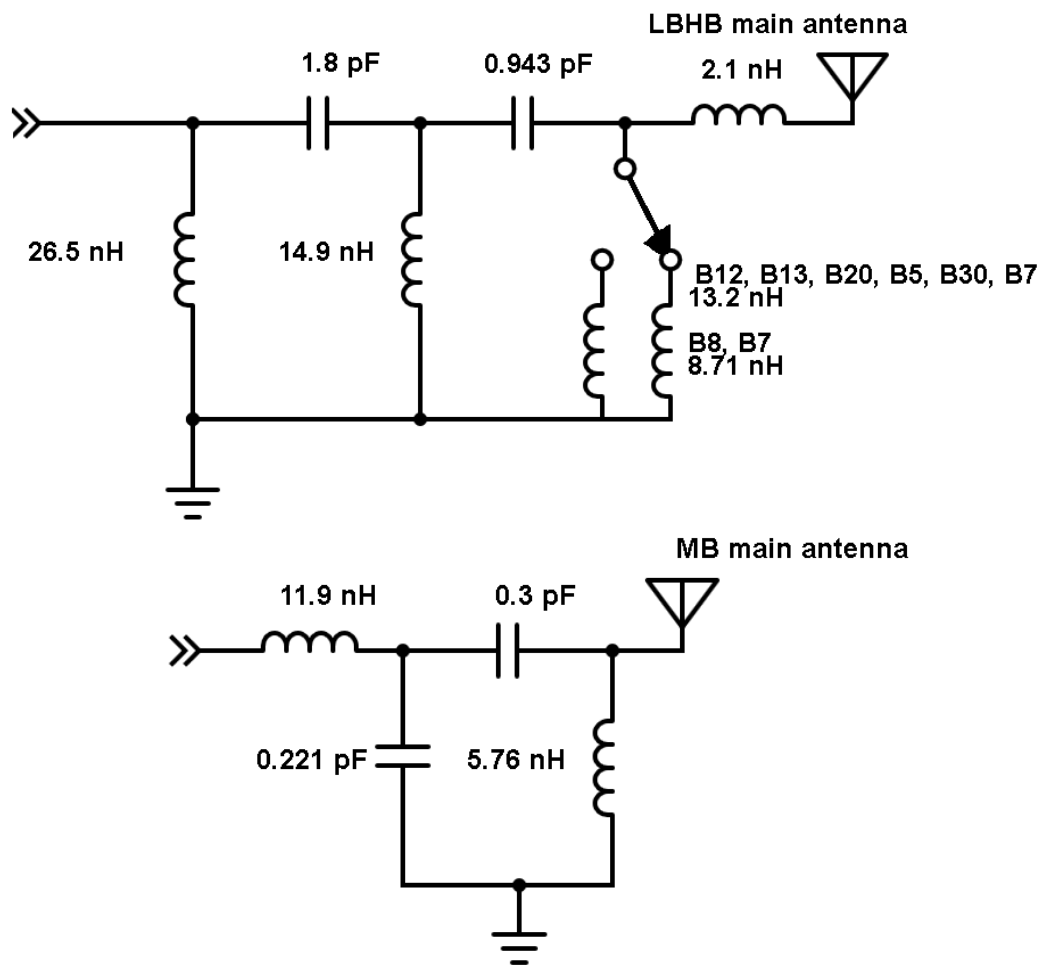 LBHB main antenna
1.8 pF
0.943 pF
2.1 nH
26.5 nH
14.9 nH
B12, B13, B20, B5, B30, B7
13.2 nH
B8, B7
8.71 nH
MB main antenna
11.9 nH
0.3 pF
0.221 pF
5.76 nH